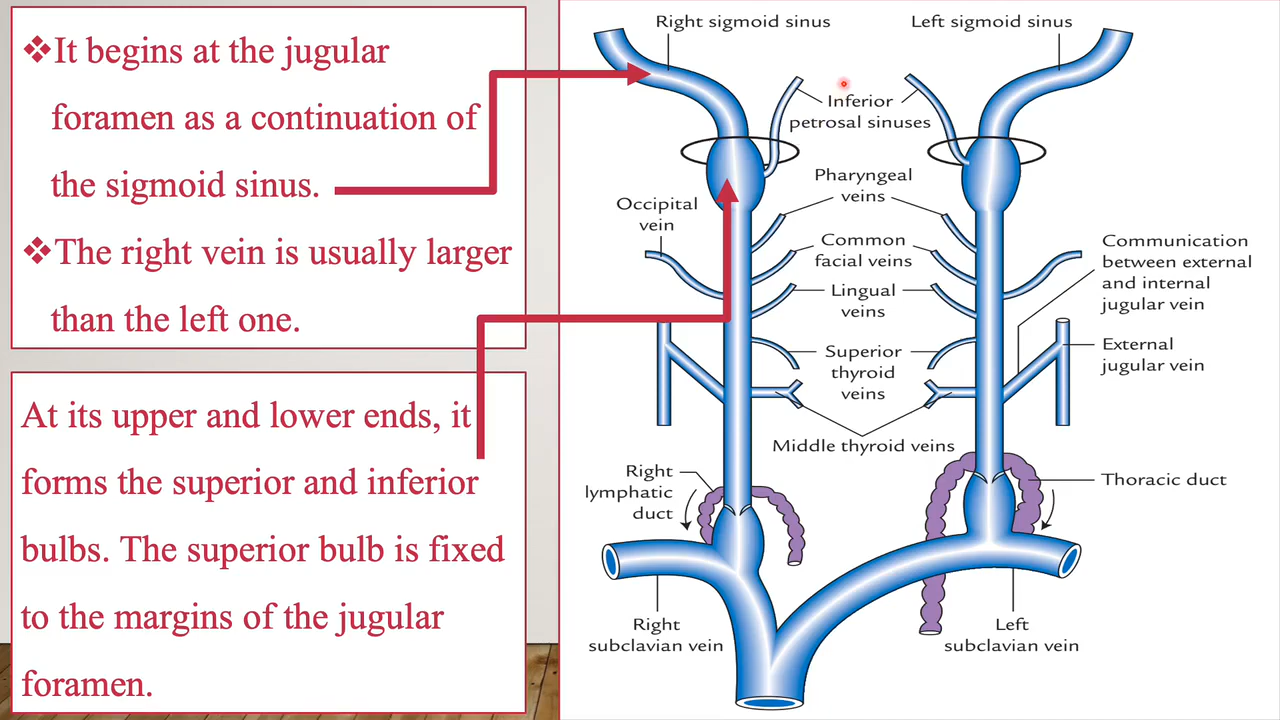 ❖It begins at the jugular
foramen as a continuation of
the sigmoid sinus.
❖The right vein is usually larger
than the left one.
At its upper and lower ends, it
forms the superior and inferior
bulbs. The superior bulb is fixed
to the margins of the jugular
foramen.
Right sigmoid sinus
Left sigmoid sinus
Inferior
petrosal sinuses
Pharyngeal
veins
Occipital
vein
Common
facial veins
Lingual
veins
Superior
thyroid
veins
Middle thyroid veins
Communication
between external
and internal
jugular vein
External
jugular vein
Right
lymphatic
duct
Thoracic duct
Right
subclavian vein
Left
subclavian vein